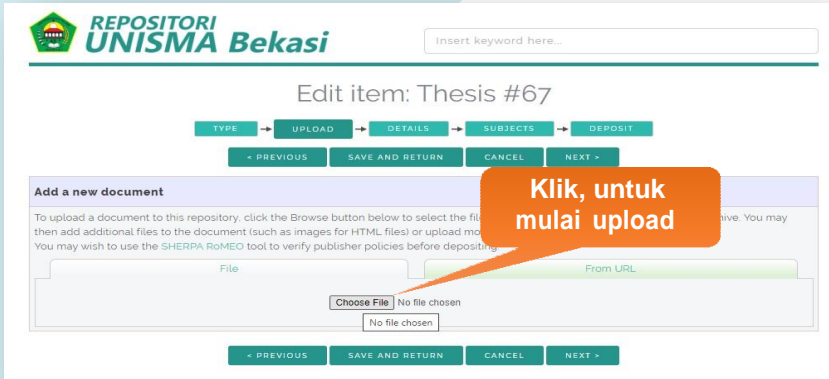 REPOSITORI
UNISMA Bekasi
Insert keyword here...
Edit item: Thesis #67
TYPE → UPLOAD → DETAILS → SUBJECTS → DEPOSIT
< PREVIOUS SAVE AND RETURN CANCEL NEXT >
Klik, untuk
mulai upload
Add a new document
To upload a document to this repository, click the Browse button below to select the hive. You may
then add additional files to the document (such as images for HTML files) or upload
You may wish to use the SHERPA RoMEO tool to verify publisher policies before depositing
File From URL
Choose File No file chosen
No file chosen
< PREVIOUS SAVE AND RETURN CANCEL NEXT >